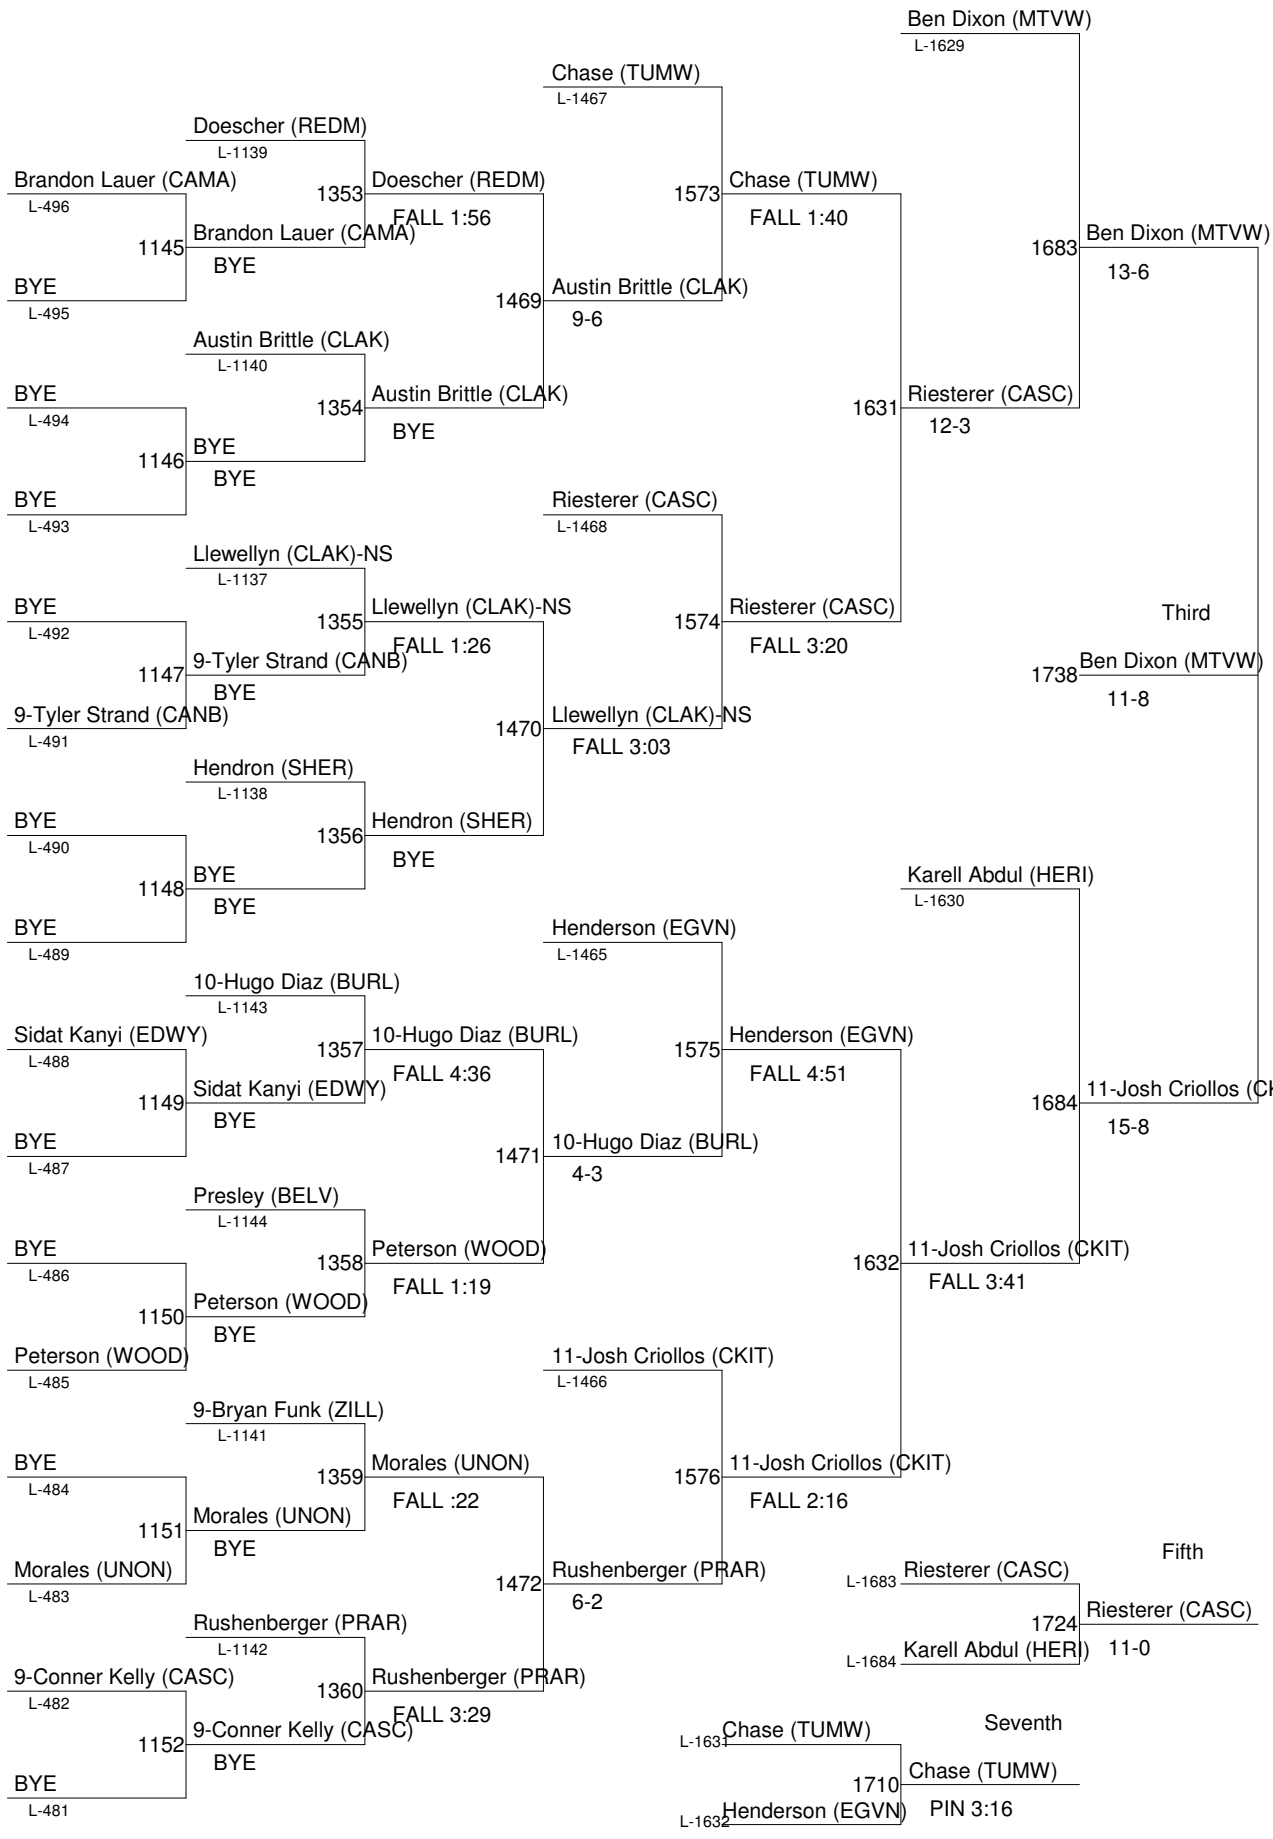 Ben Dixon (MTVW)
L-1629
Chase (TUMW)
L-1467
Doescher (REDM)
L-1139
Brandon Lauer (CAMA)
L-496
1353
Doescher (REDM)
FALL 1:56
1573
Chase (TUMW)
FALL 1:40
1145
Brandon Lauer (CAMA)
BYE
1683
Ben Dixon (MTVW)
13-6
BYE
L-495
1469
Austin Brittle (CLAK)
9-6
Austin Brittle (CLAK)
L-1140
BYE
L-494
1354
Austin Brittle (CLAK)
BYE
1631
Riesterer (CASC)
12-3
1146
BYE
BYE
BYE
L-493
Riesterer (CASC)
L-1468
Llewellyn (CLAK)-NS
L-1137
BYE
L-492
1355
Llewellyn (CLAK)-NS
FALL 1:26
1574
Riesterer (CASC)
FALL 3:20
Third
1147
9-Tyler Strand (CANB)
BYE
1738
Ben Dixon (MTVW)
11-8
9-Tyler Strand (CANB)
L-491
1470
Llewellyn (CLAK)-NS
FALL 3:03
Hendron (SHER)
L-1138
BYE
L-490
1356
Hendron (SHER)
BYE
1148
BYE
BYE
Karell Abdul (HERI)
L-1630
BYE
L-489
Henderson (EGVN)
L-1465
10-Hugo Diaz (BURL)
L-1143
Sidat Kanyi (EDWY)
L-488
1357
10-Hugo Diaz (BURL)
FALL 4:36
1575
Henderson (EGVN)
FALL 4:51
1149
Sidat Kanyi (EDWY)
BYE
1684
11-Josh Criollos (CK
15-8
BYE
L-487
1471
10-Hugo Diaz (BURL)
4-3
Presley (BELV)
L-1144
BYE
L-486
1358
Peterson (WOOD)
FALL 1:19
1632
11-Josh Criollos (CKIT)
FALL 3:41
1150
Peterson (WOOD)
BYE
Peterson (WOOD)
L-485
11-Josh Criollos (CKIT)
L-1466
9-Bryan Funk (ZILL)
L-1141
BYE
L-484
1359
Morales (UNON)
FALL :22
1576
11-Josh Criollos (CKIT)
FALL 2:16
1151
Morales (UNON)
BYE
Morales (UNON)
L-483
1472
Rushenberger (PRAR)
6-2
Fifth
L-1683
Riesterer (CASC)
1724
Riesterer (CASC)
11-0
L-1684
Karell Abdul (HERI)
Rushenberger (PRAR)
L-1142
9-Conner Kelly (CASC)
L-482
1360
Rushenberger (PRAR)
FALL 3:29
1152
9-Conner Kelly (CASC)
BYE
BYE
L-481
Seventh
L-1631
Chase (TUMW)
1710
Chase (TUMW)
PIN 3:16
L-1632
Henderson (EGVN)